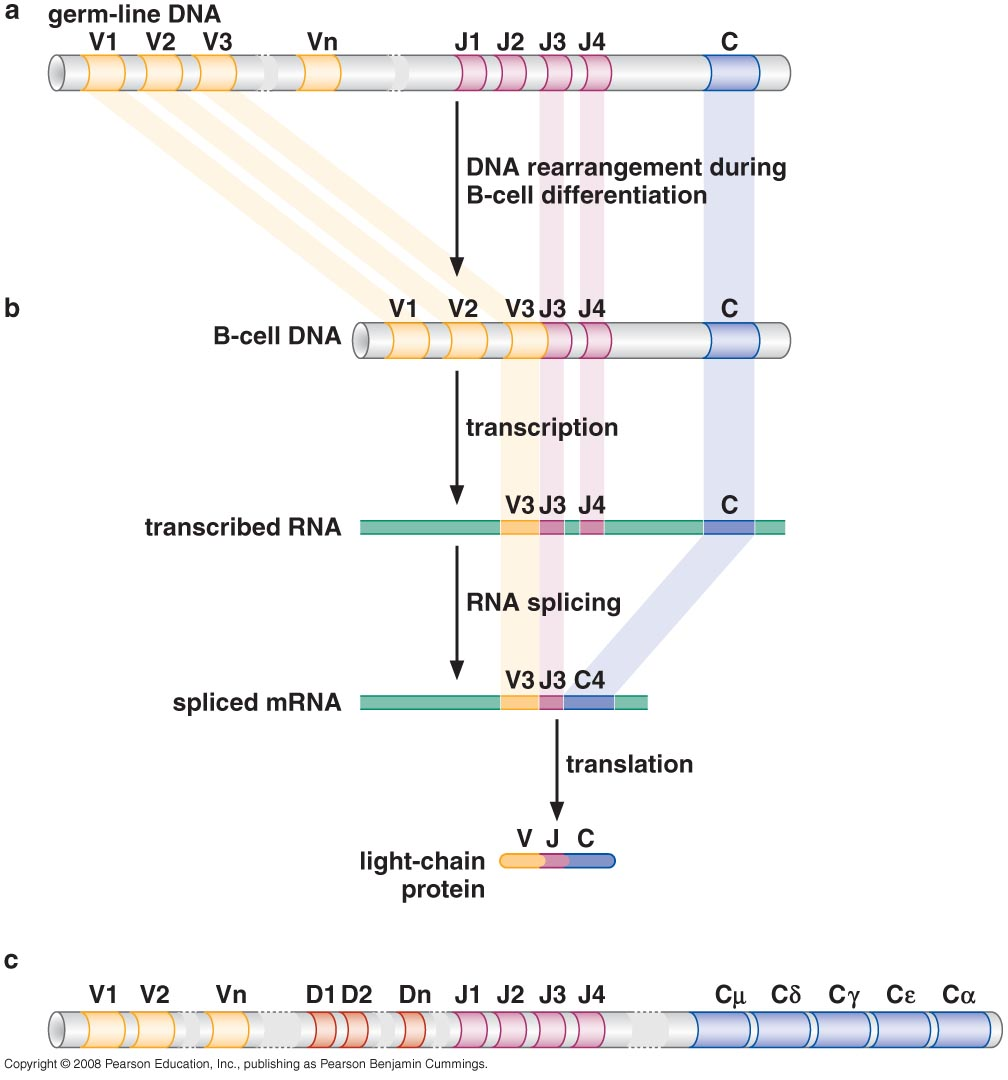 a
germ-line DNA
V1 V2 V3 Vn J1 J2 J3 J4 C
DNA rearrangement during
B-cell differentiation
b
V1 V2 V3 J3 J4 C
B-cell DNA
transcription
V3 J3 J4 C
transcribed RNA
RNA splicing
V3 J3 C4
spliced mRNA
translation
V J C
light-chain
protein
c
V1 V2 Vn D1 D2 Dn J1 J2 J3 J4 Cμ Cδ Cγ Cε Cα
Copyright © 2008 Pearson Education, Inc., publishing as Pearson Benjamin Cummings.